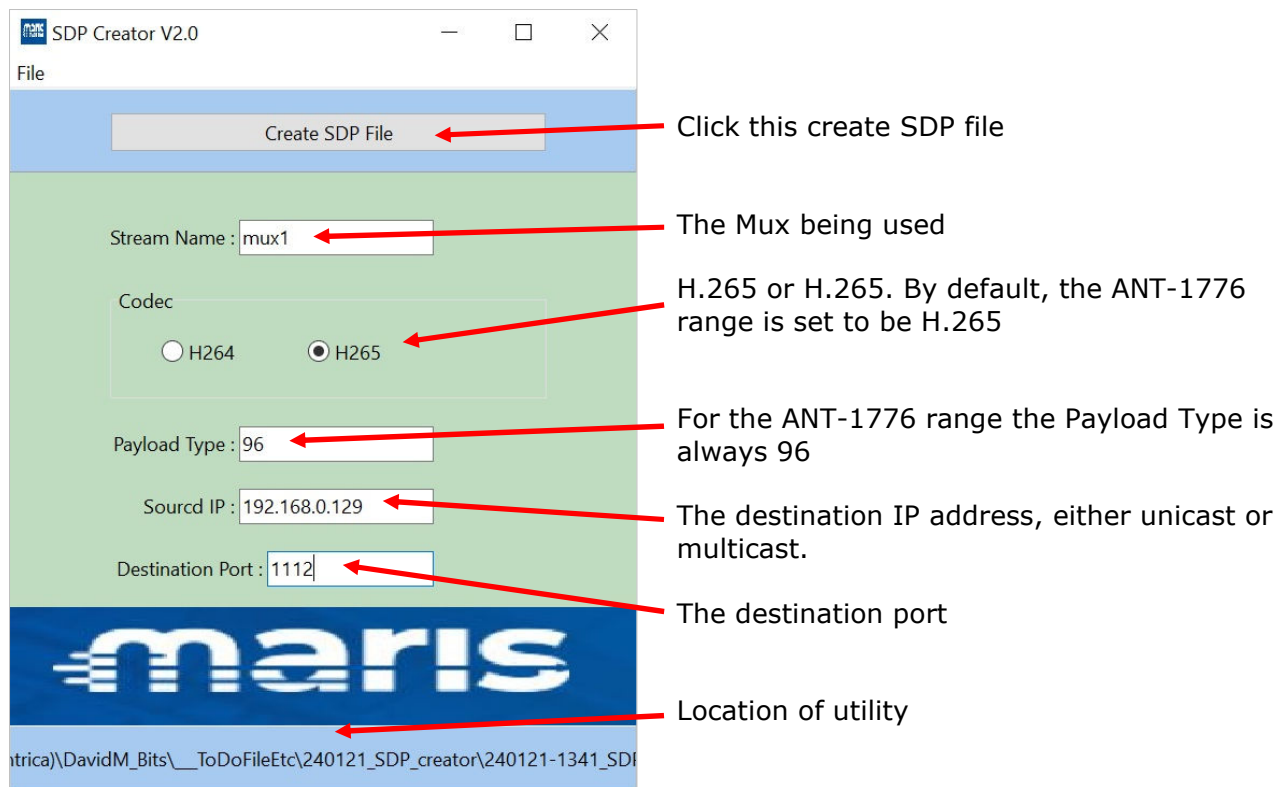 maris SDP Creator V2.0
File
Create SDP File
Click this create SDP file
Stream Name : mux1
The Mux being used
Codec
H264 H265
H.265 or H.265. By default, the ANT-1776
range is set to be H.265
Payload Type : 96
For the ANT-1776 range the Payload Type is
always 96
Sourcd IP : 192.168.0.129
The destination IP address, either unicast or
multicast.
Destination Port : 1112
The destination port
maris
Location of utility
ntrica)\DavidM_Bits\__ToDoFileEtc\240121_SDP_creator\240121-1341_SDP